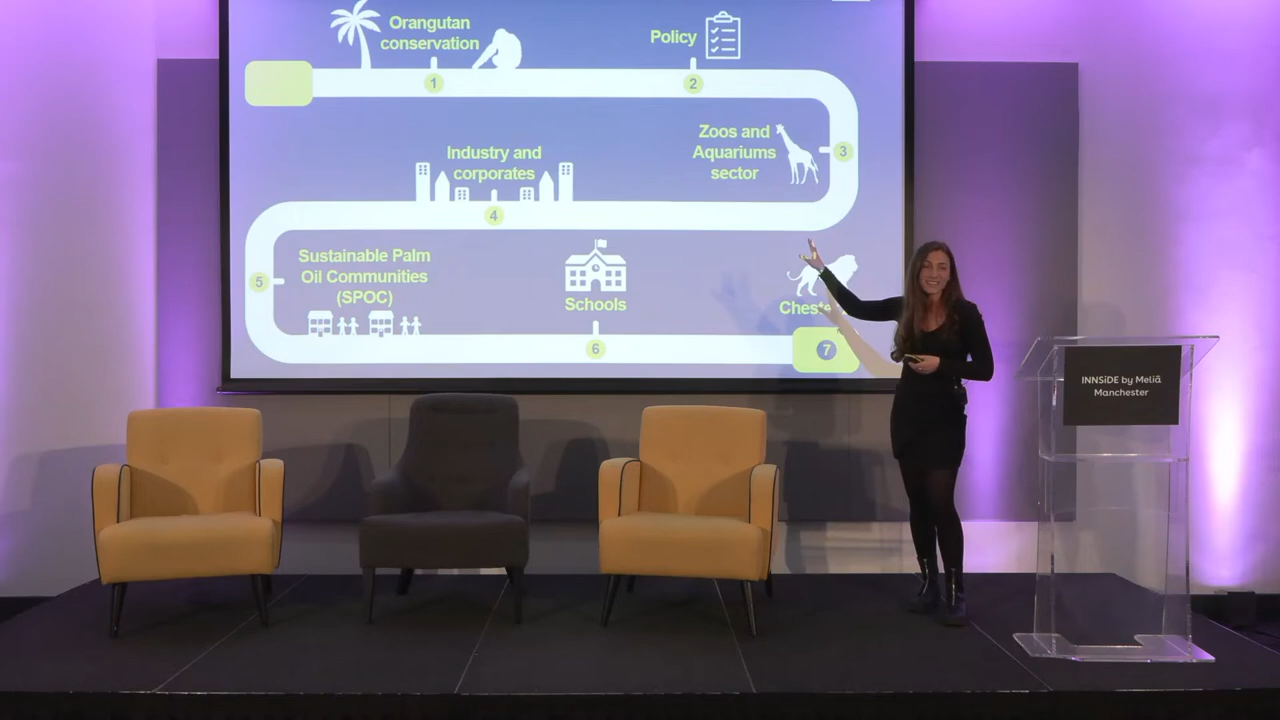 Orangutan
conservation
Policy
1
2
Zoos and
Aquariums
sector
3
Industry and
corporates
4
Sustainable Palm
Oil Communities
(SPOC)
5
Schools
6
7
INNSiDE by Meliã
Manchester